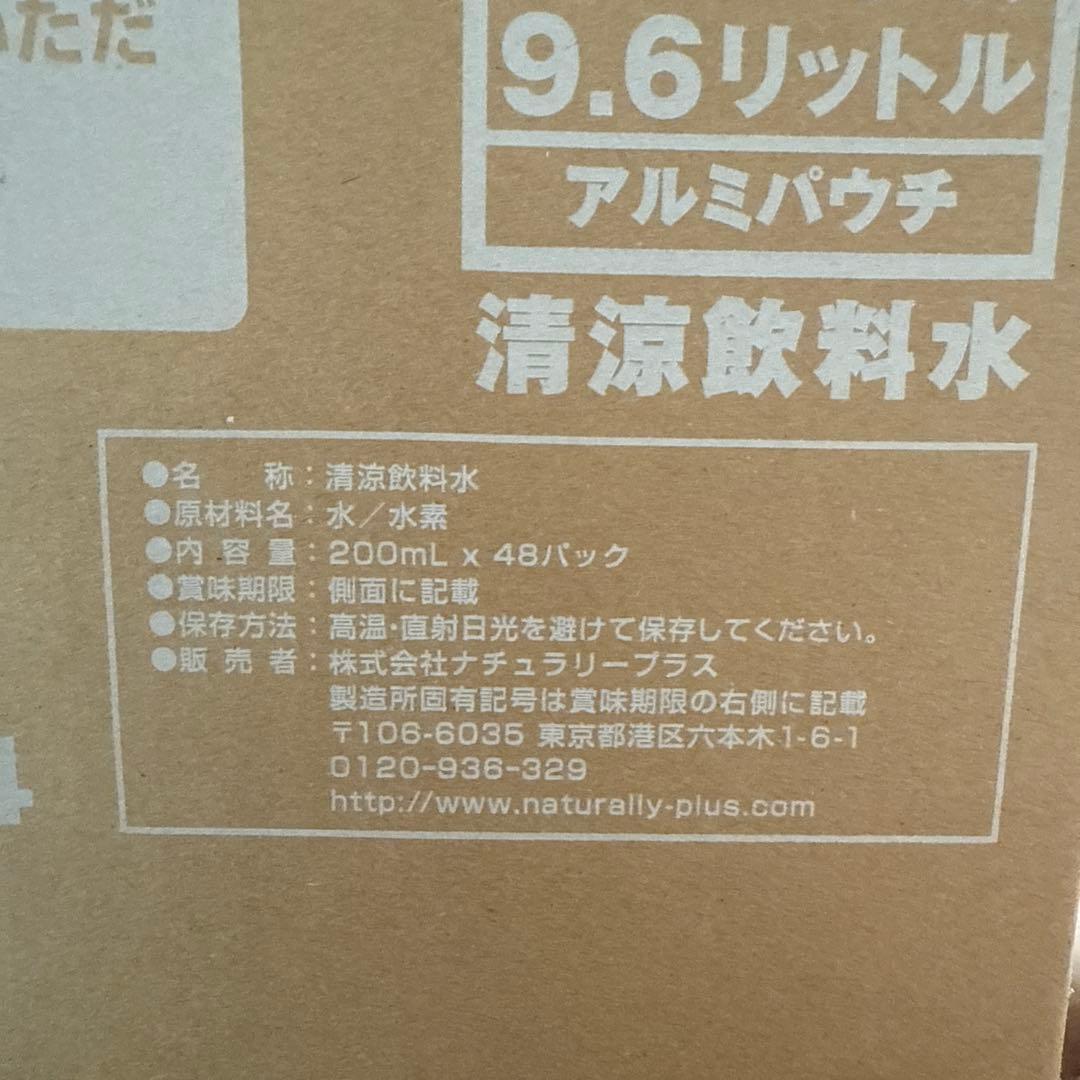 いただ
9.6リットル
アルミパウチ
清涼飲料水
●名　　称：清涼飲料水
●原材料名：水／水素
●内 容 量：200mL x 48パック
●賞味期限：側面に記載
●保存方法：高温・直射日光を避けて保存してください。
●販 売 者：株式会社ナチュラリープラス
製造所固有記号は賞味期限の右側に記載
〒106-6035 東京都港区六本木1-6-1
0120-936-329
http://www.naturally-plus.com